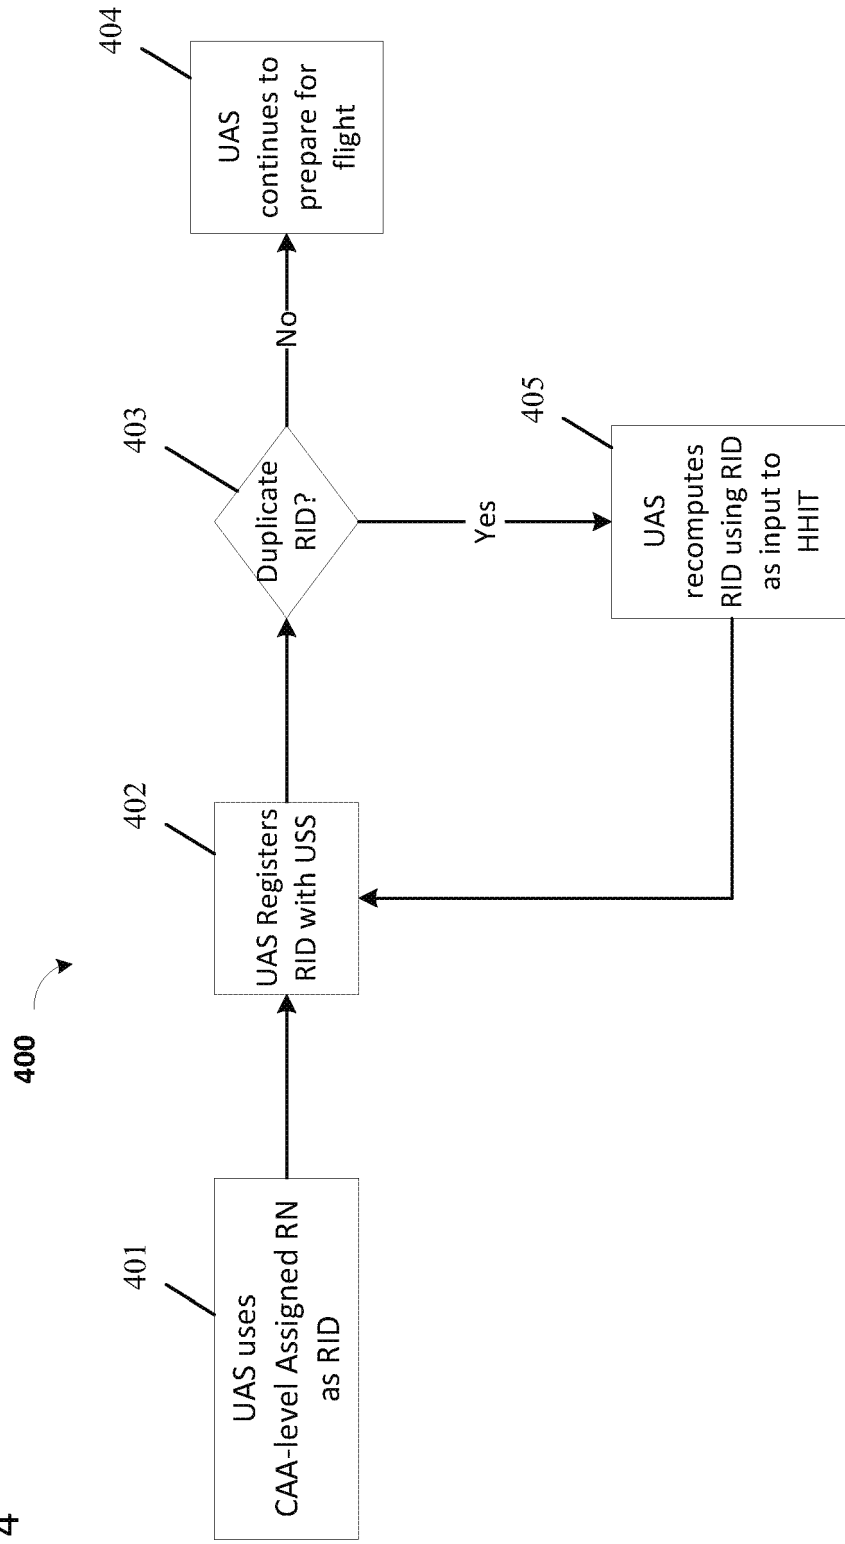 4
400
401
UAS uses
CAA-level Assigned RN
as RID
402
UAS Registers
RID with USS
403
Duplicate
RID?
No
404
UAS
continues to
prepare for
flight
Yes
405
UAS
recomputes
RID using RID
as input to
HHIT